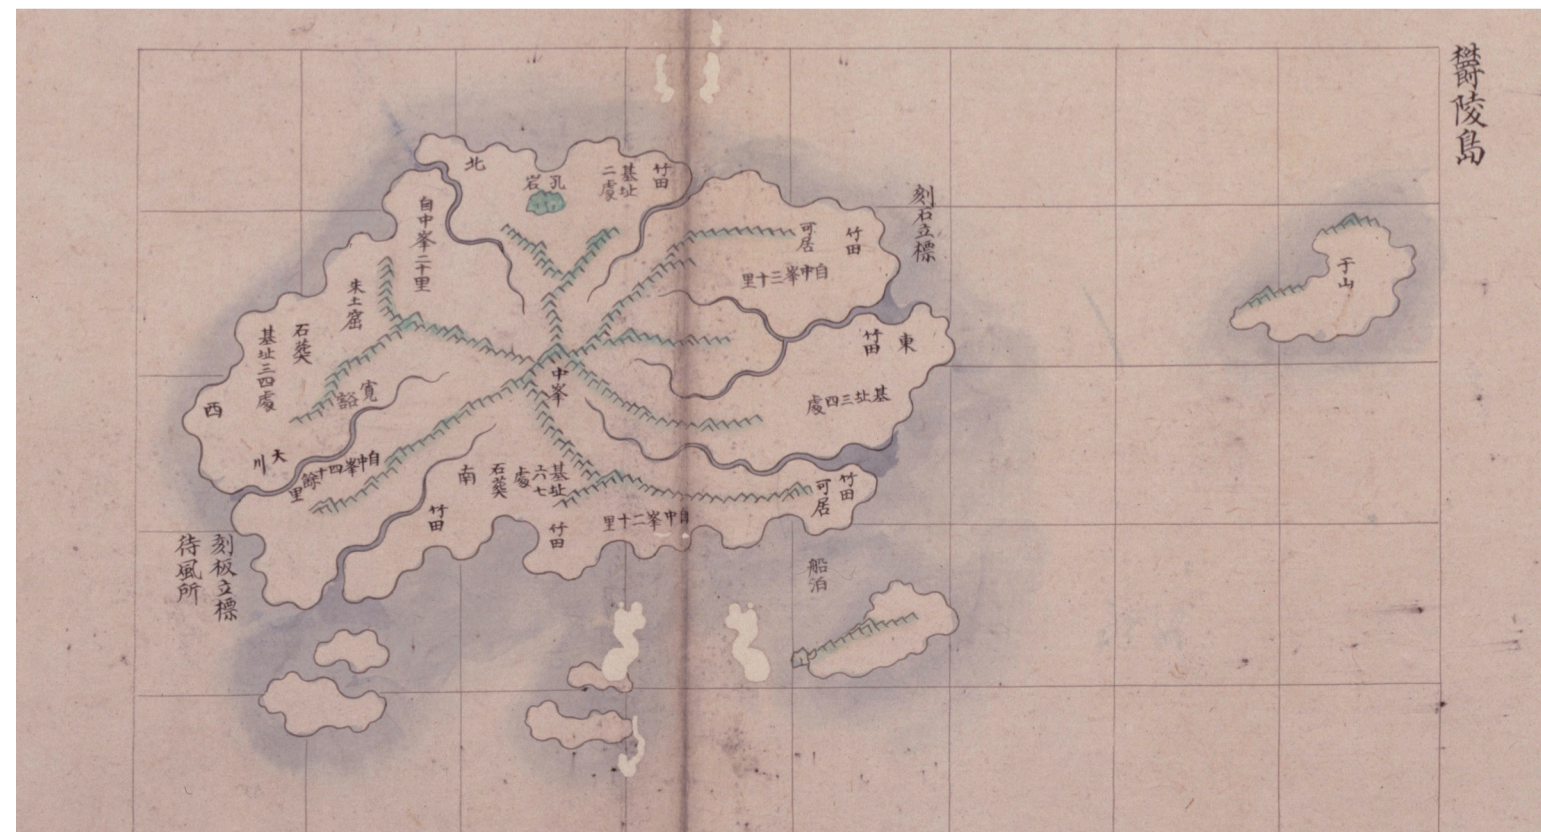 欝陵島
刻石立標
于山
竹田
可居
自中峯三十里
竹田
基址
二處
孔岩
北
自中峯二十里
朱土窟
石葬
基址三四處
寬谿
西
大川
自中峯四十餘里
中峯
東
竹田
基址三四處
竹田
可居
自中峯二十里
基址
六七
處
石葬
南
竹田
竹田
船泊
刻板立標
待風所